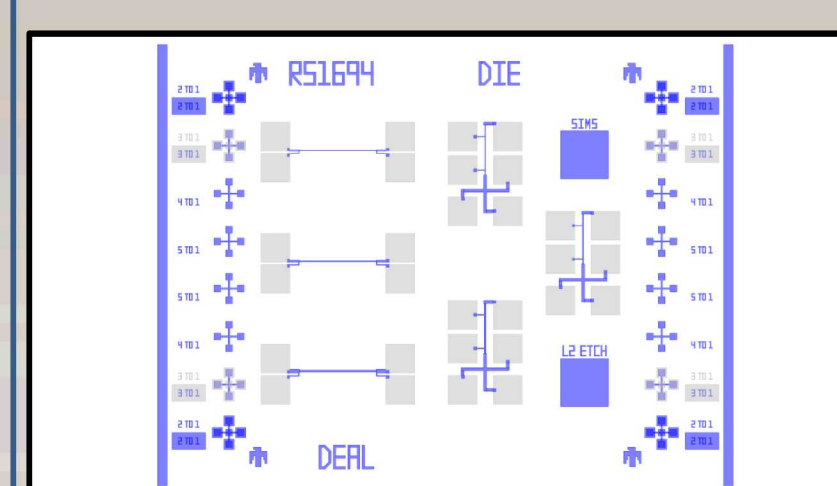 RS1694 DIE
2 TO 1 2 TO 1
2 TO 1 2 TO 1
SIMS
3 TO 1 3 TO 1
3 TO 1 3 TO 1
4 TO 1 4 TO 1
5 TO 1 5 TO 1
5 TO 1 5 TO 1
4 TO 1 4 TO 1
L2 ETCH
3 TO 1 3 TO 1
3 TO 1 3 TO 1
2 TO 1 2 TO 1
2 TO 1 2 TO 1
DEAL